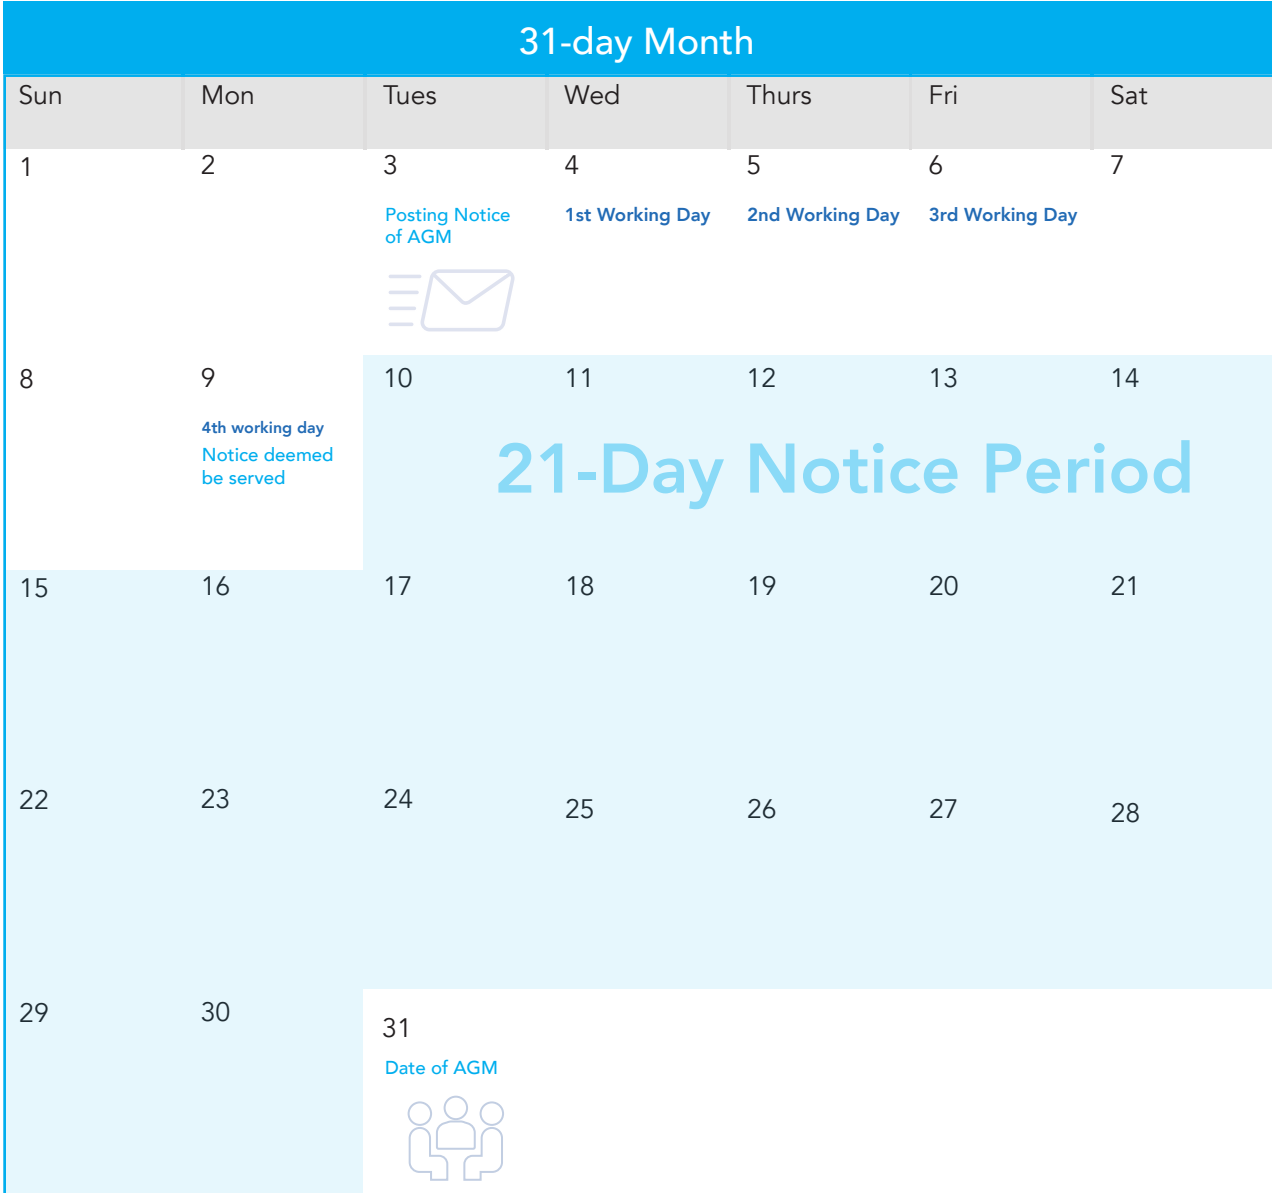 31-day Month
Sun Mon Tues Wed Thurs Fri Sat
1 2 3 4 5 6 7
Posting Notice
of AGM
1st Working Day
2nd Working Day
3rd Working Day
8 9 10 11 12 13 14
4th working day
Notice deemed
be served
21-Day Notice Period
15 16 17 18 19 20 21
22 23 24 25 26 27 28
29 30 31
Date of AGM